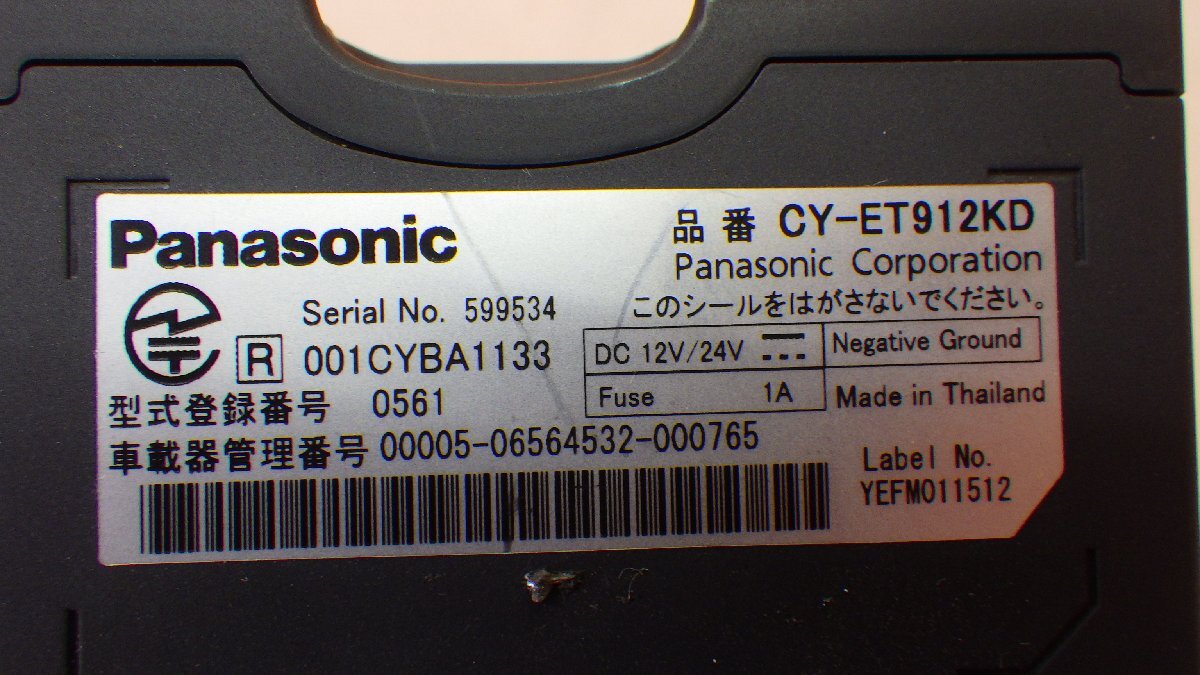 Panasonic
品番 CY-ET912KD
Panasonic Corporation
Serial No. 599534
このシールをはがさないでください。
R 001CYBA1133
DC 12V/24V
Negative Ground
Fuse 1A
Made in Thailand
型式登録番号 0561
車載器管理番号 00005-06564532-000765
Label No.
YEFM011512